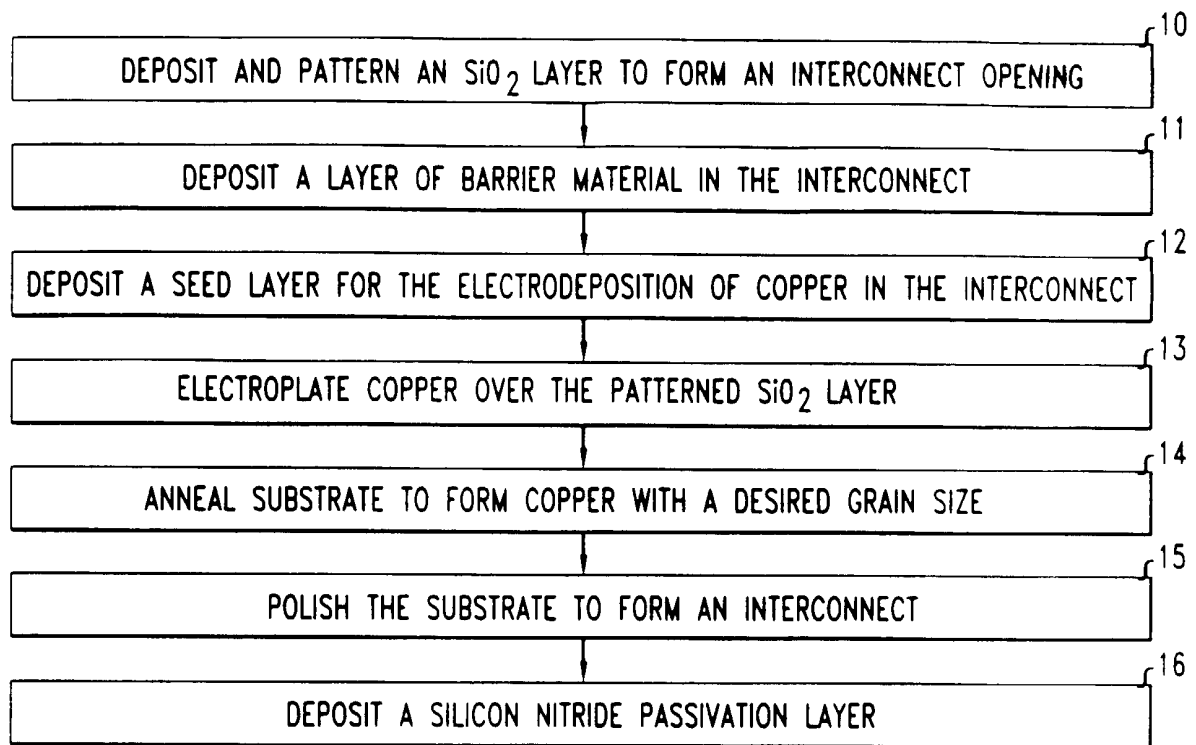 10
DEPOSIT AND PATTERN AN SiO2 LAYER TO FORM AN INTERCONNECT OPENING
11
DEPOSIT A LAYER OF BARRIER MATERIAL IN THE INTERCONNECT
12
DEPOSIT A SEED LAYER FOR THE ELECTRODEPOSITION OF COPPER IN THE INTERCONNECT
13
ELECTROPLATE COPPER OVER THE PATTERNED SiO2 LAYER
14
ANNEAL SUBSTRATE TO FORM COPPER WITH A DESIRED GRAIN SIZE
15
POLISH THE SUBSTRATE TO FORM AN INTERCONNECT
16
DEPOSIT A SILICON NITRIDE PASSIVATION LAYER